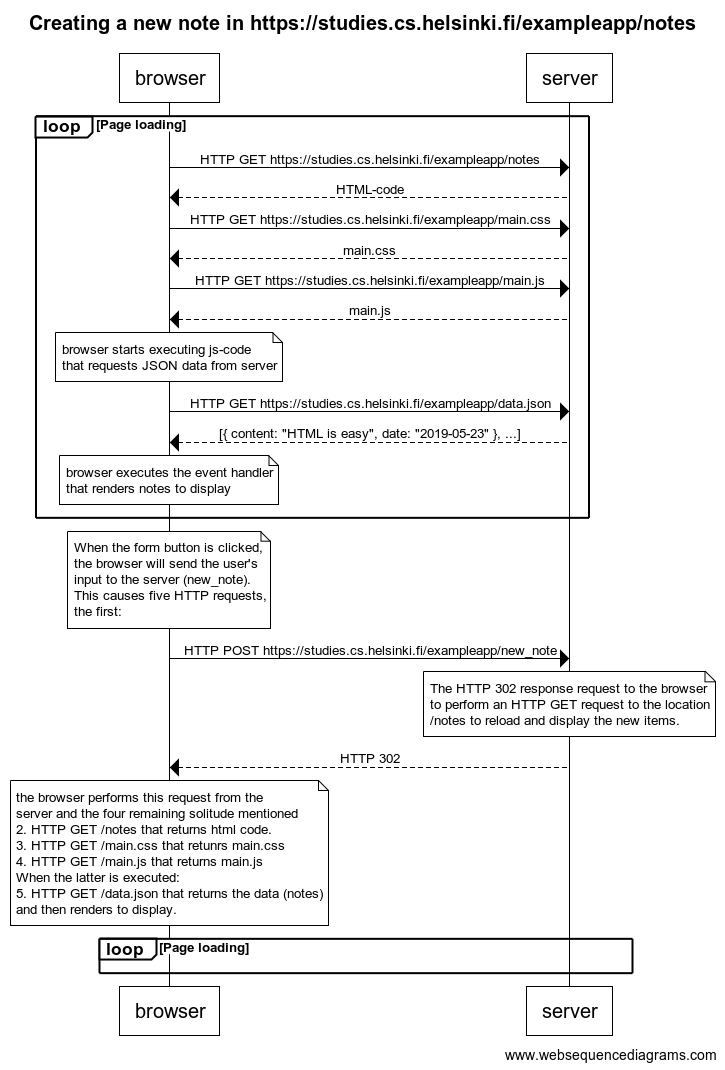 Creating a new note in https://studies.cs.helsinki.fi/exampleapp/notes
browser
server
loop
[Page loading]
HTTP GET https://studies.cs.helsinki.fi/exampleapp/notes
HTML-code
HTTP GET https://studies.cs.helsinki.fi/exampleapp/main.css
main.css
HTTP GET https://studies.cs.helsinki.fi/exampleapp/main.js
main.js
browser starts executing js-code
that requests JSON data from server
HTTP GET https://studies.cs.helsinki.fi/exampleapp/data.json
[{ content: "HTML is easy", date: "2019-05-23" }, ...]
browser executes the event handler
that renders notes to display
When the form button is clicked,
the browser will send the user's
input to the server (new_note).
This causes five HTTP requests,
the first:
HTTP POST https://studies.cs.helsinki.fi/exampleapp/new_note
The HTTP 302 response request to the browser
to perform an HTTP GET request to the location
/notes to reload and display the new items.
HTTP 302
the browser performs this request from the
server and the four remaining solitude mentioned
2. HTTP GET /notes that returns html code.
3. HTTP GET /main.css that retunrs main.css
4. HTTP GET /main.js that returns main.js
When the latter is executed:
5. HTTP GET /data.json that returns the data (notes)
and then renders to display.
loop
[Page loading]
browser
server
www.websequencediagrams.com